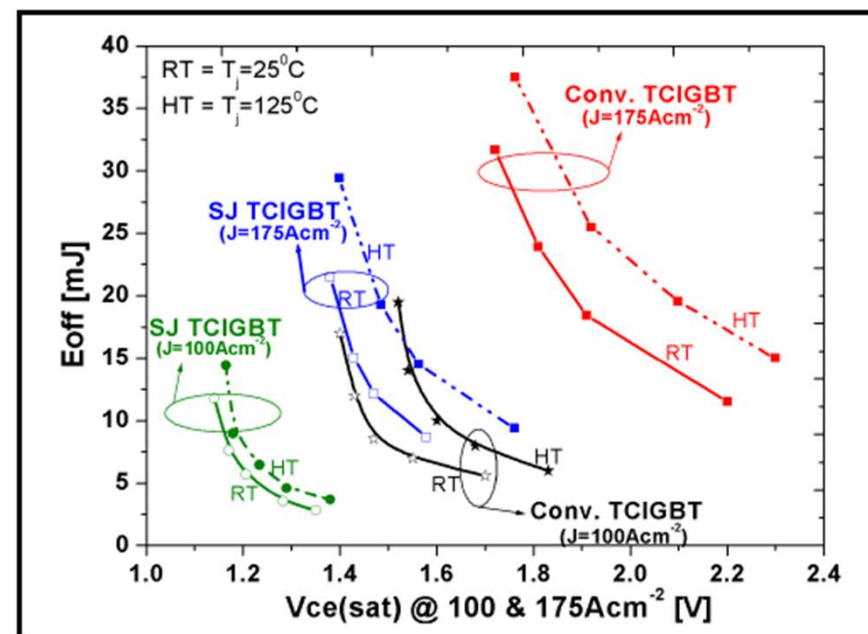 40
35
30
25
20
15
10
5
0
Eoff [mJ]
RT = Tj=25⁰C
HT = Tj=125⁰C
Conv. TCIGBT
(J=175Acm⁻²)
SJ TCIGBT
(J=175Acm⁻²)
HT
RT
SJ TCIGBT
(J=100Acm⁻²)
HT
RT
HT
RT
HT
RT
Conv. TCIGBT
(J=100Acm⁻²)
1.0 1.2 1.4 1.6 1.8 2.0 2.2 2.4
Vce(sat) @ 100 & 175Acm⁻² [V]